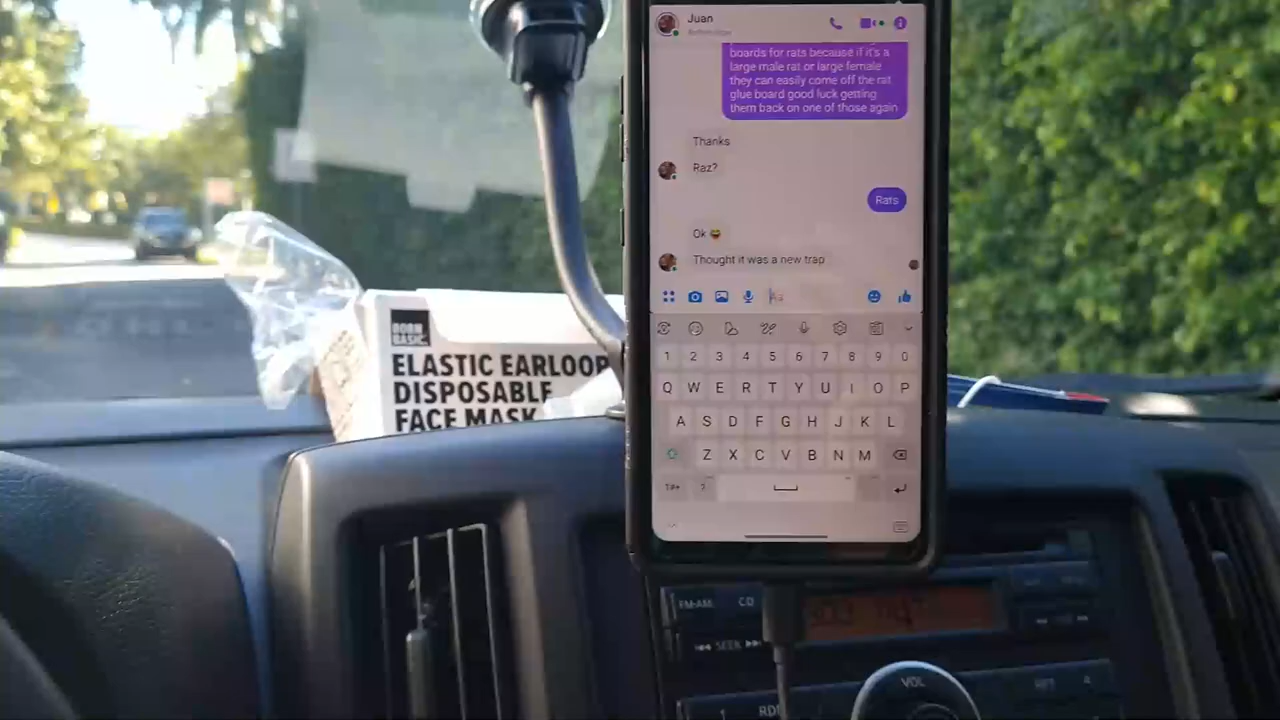 Juan
boards for rats because if it's a
large male rat or large female
they can easily come off the rat
glue board good luck getting
them back on one of those again
Thanks
Raz?
Rats
Ok
Thought it was a new trap
Aa
1 2 3 4 5 6 7 8 9 0
Q W E R T Y U I O P
A S D F G H J K L
Z X C V B N M
BORN
BASIC.
ELASTIC EARLOOP
DISPOSABLE
FACE MASK
FM·AM CD
SEEK
VOL